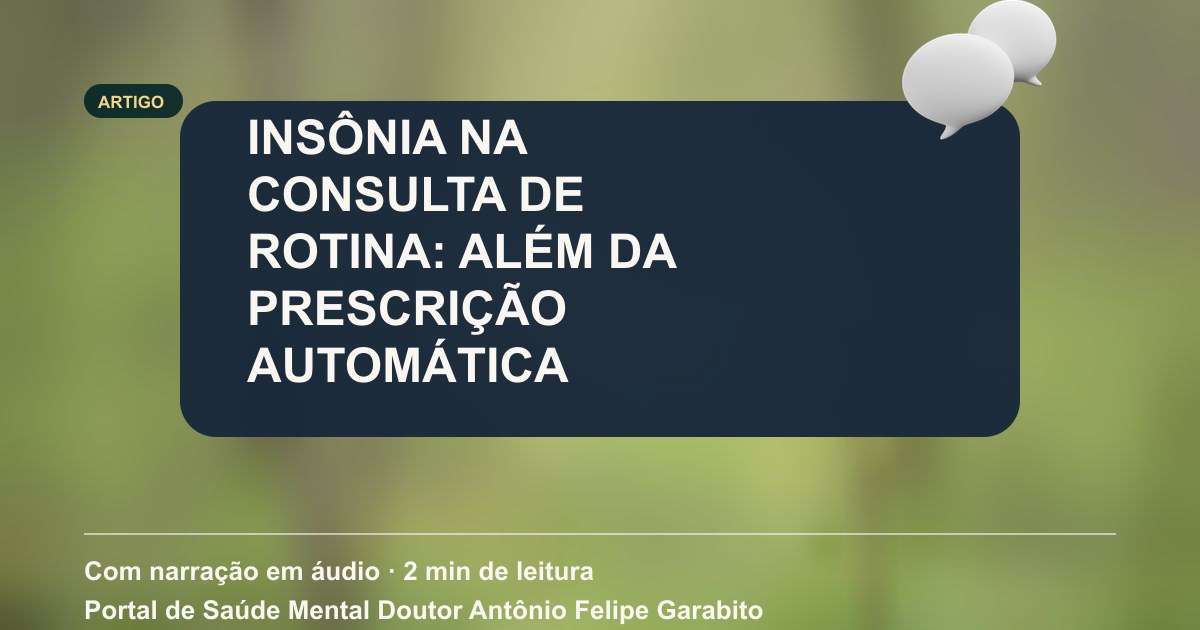 ARTIGO
INSÔNIA NA
CONSULTA DE
ROTINA: ALÉM DA
PRESCRIÇÃO
AUTOMÁTICA
Com narração em áudio · 2 min de leitura
Portal de Saúde Mental Doutor Antônio Felipe Garabito